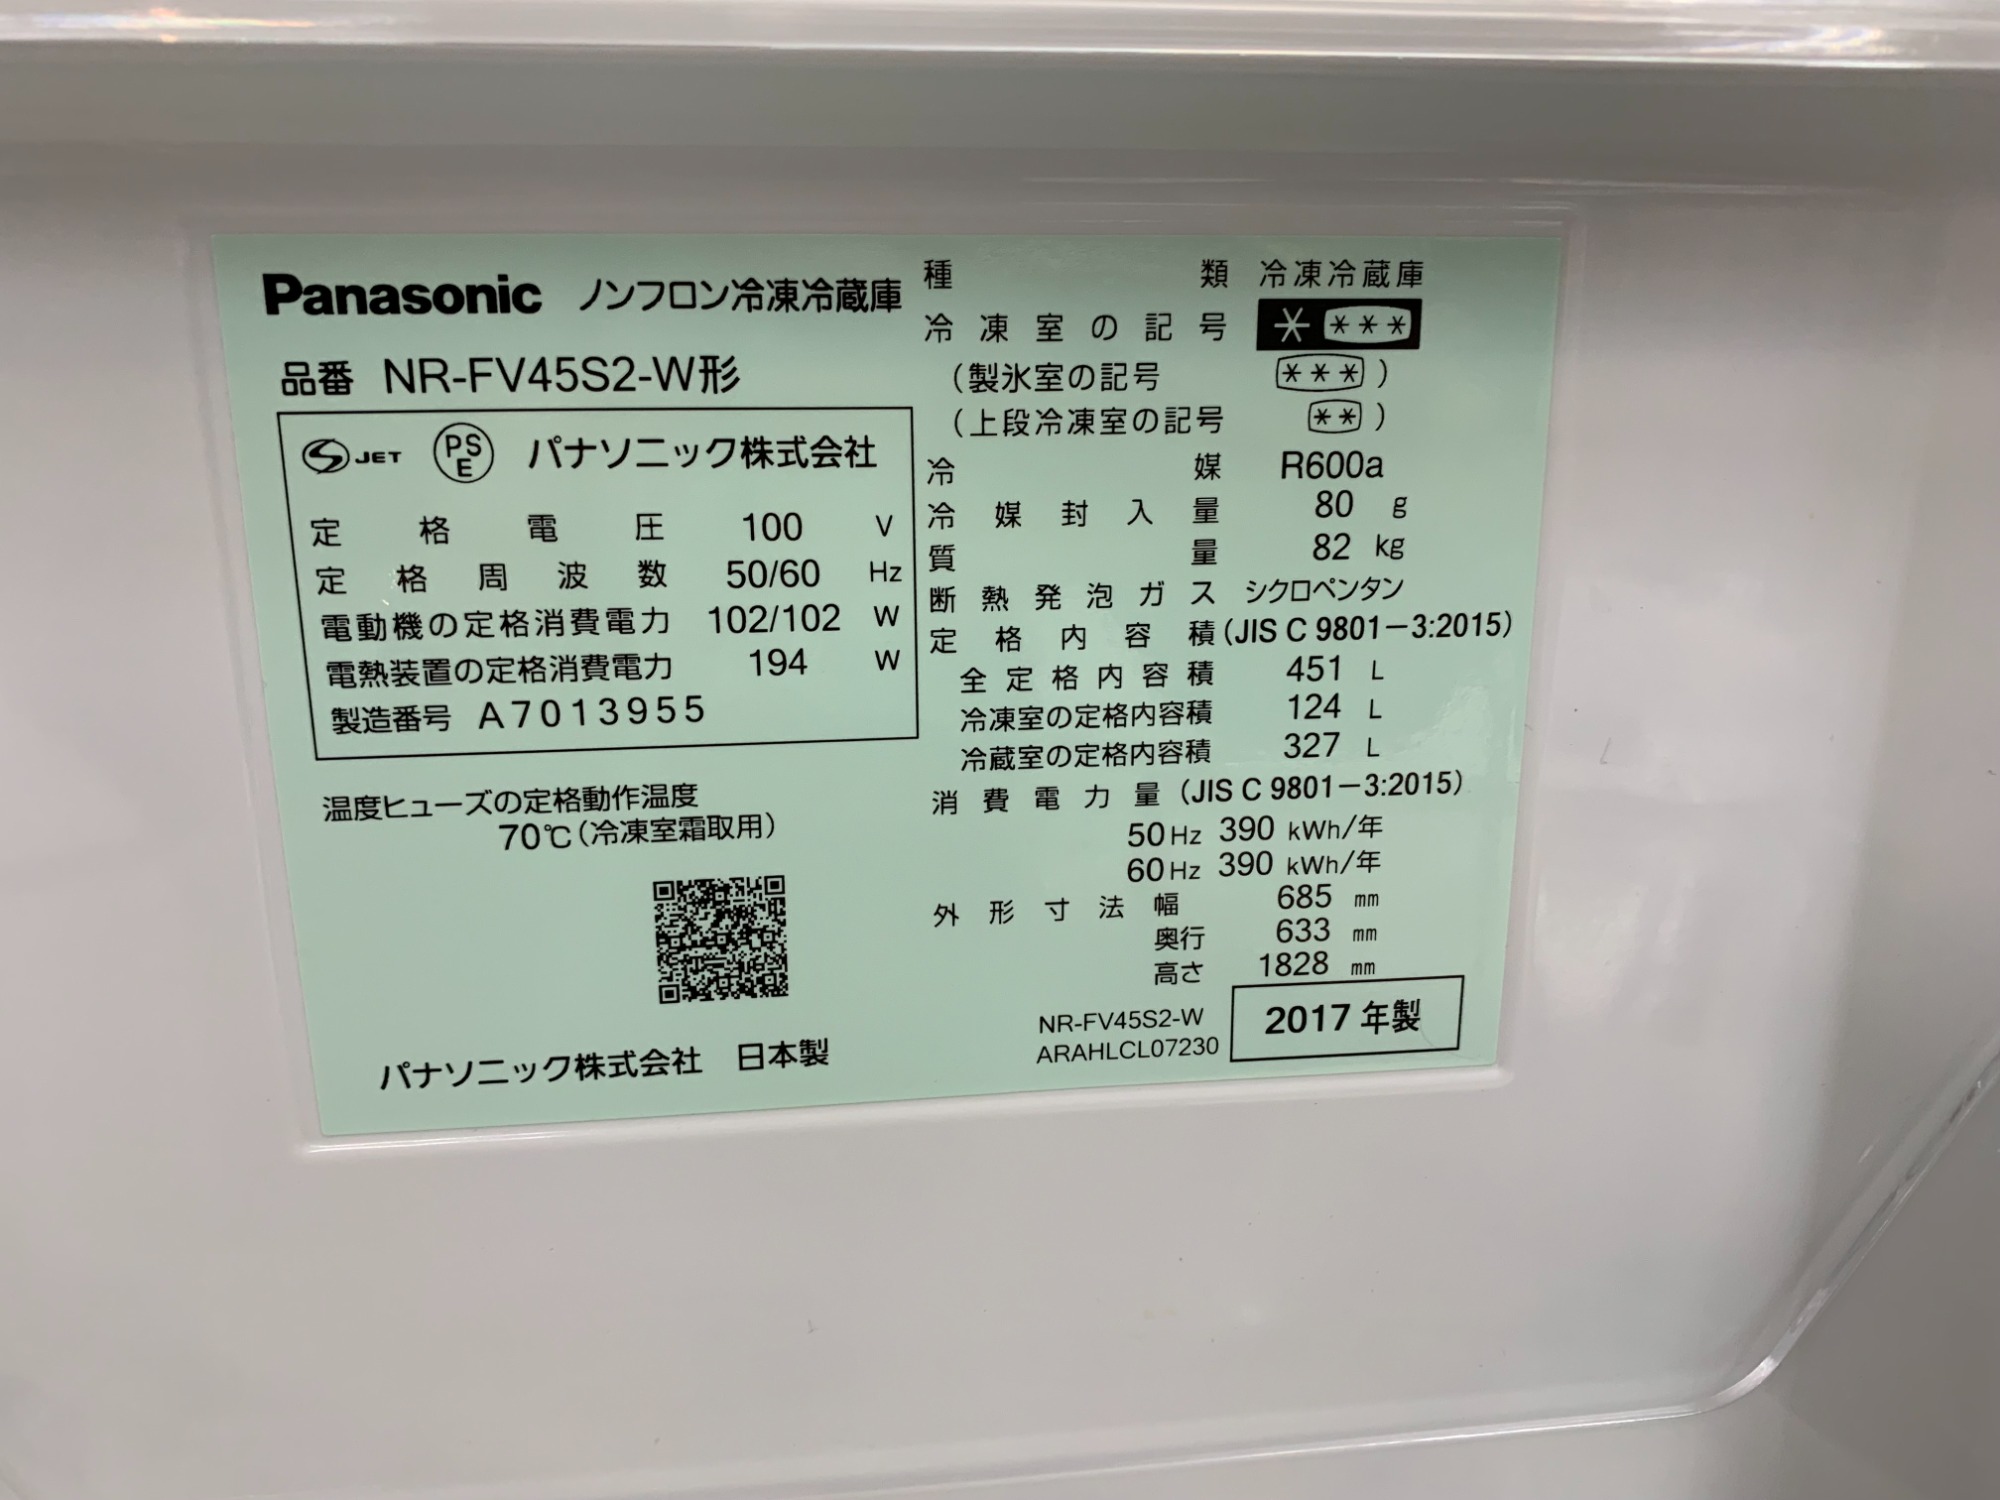 Panasonic ノンフロン冷凍冷蔵庫
品番 NR-FV45S2-W形
S JET PSE パナソニック株式会社
定格電圧 100 V
定格周波数 50/60 Hz
電動機の定格消費電力 102/102 W
電熱装置の定格消費電力 194 W
製造番号 A7013955
温度ヒューズの定格動作温度
70℃(冷凍室霜取用)
パナソニック株式会社 日本製
種類 冷凍冷蔵庫
冷凍室の記号 * ***
(製氷室の記号 ***)
(上段冷凍室の記号 **)
冷媒 R600a
冷媒封入量 80 g
質量 82 kg
断熱発泡ガス シクロペンタン
定格内容積(JIS C 9801-3:2015)
全定格内容積 451 L
冷凍室の定格内容積 124 L
冷蔵室の定格内容積 327 L
消費電力量(JIS C 9801-3:2015)
50Hz 390 kWh/年
60Hz 390 kWh/年
外形寸法 幅 685 mm
奥行 633 mm
高さ 1828 mm
NR-FV45S2-W
ARAHLCL07230
2017年製